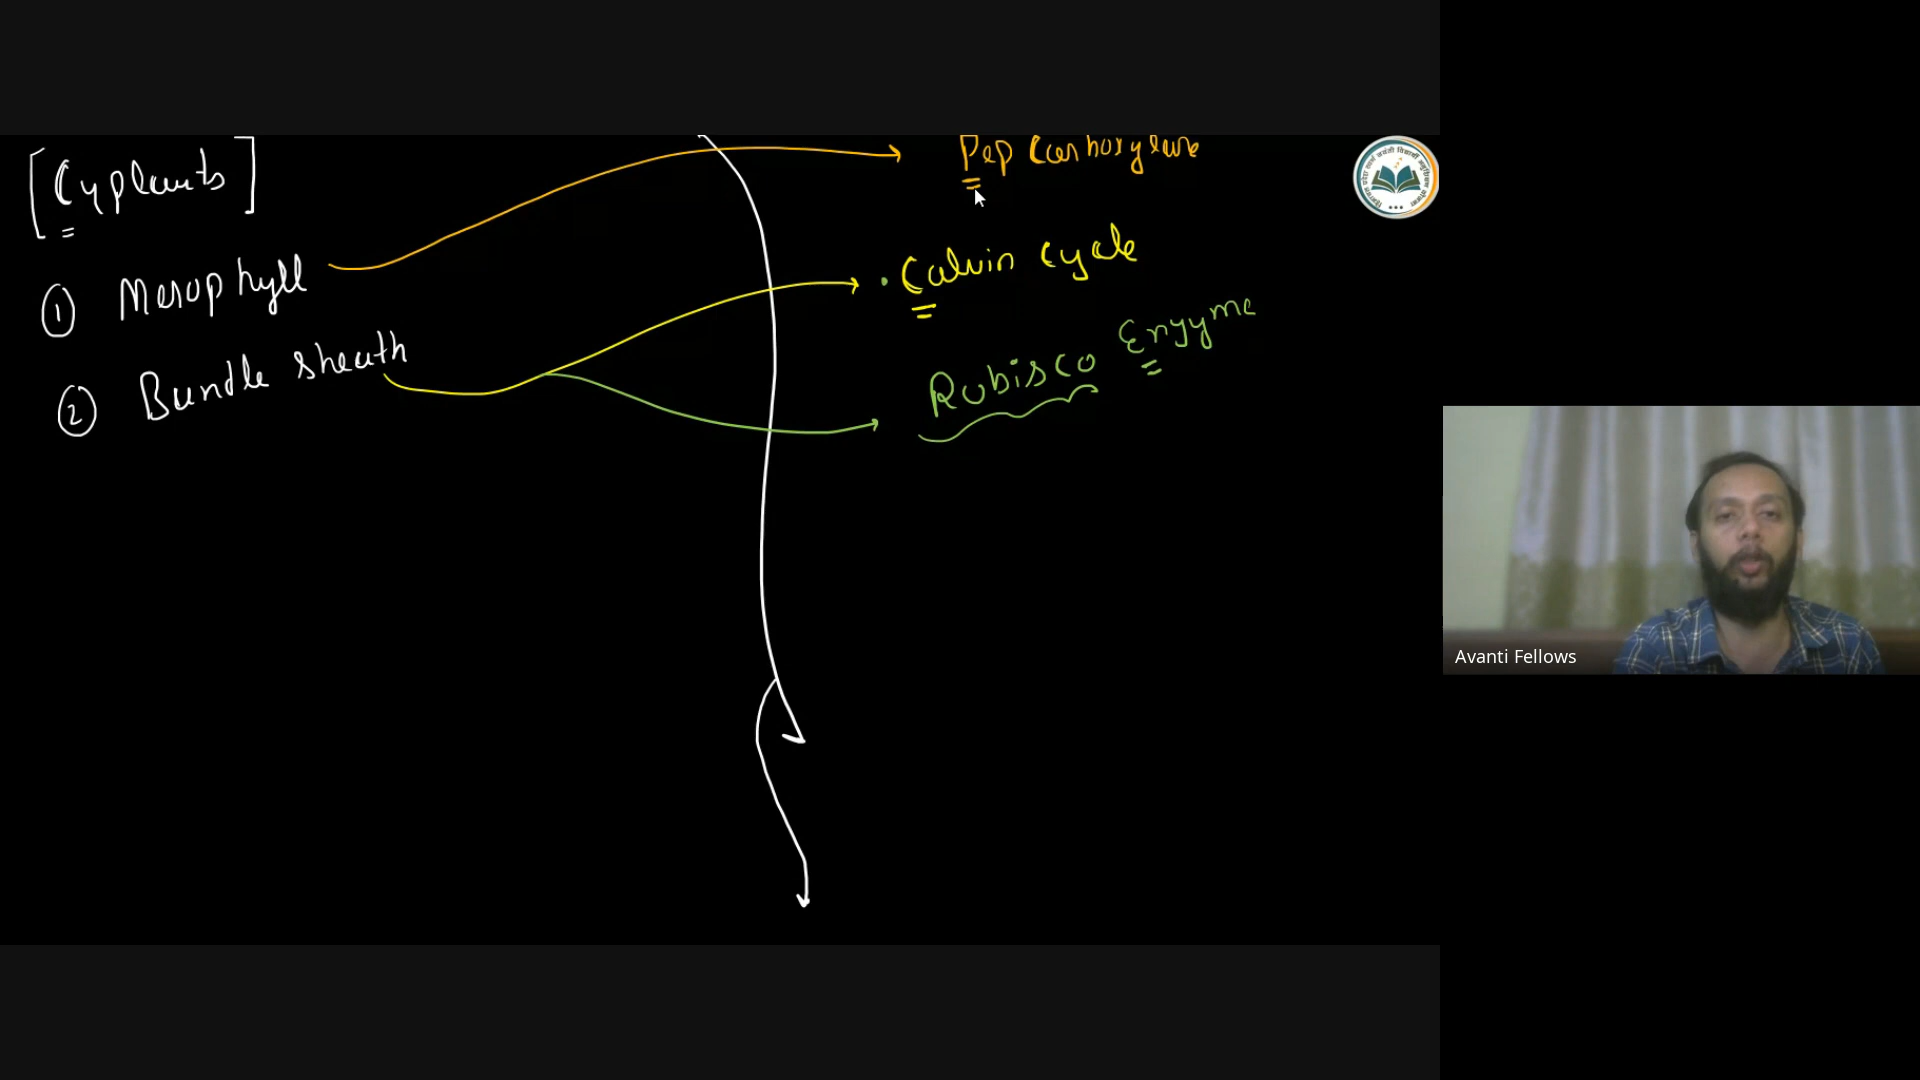 [C4 plants]
Pep Carboxylase
① Mesophyll
Calvin cycle
② Bundle sheath
Rubisco Enzyme
Avanti Fellows